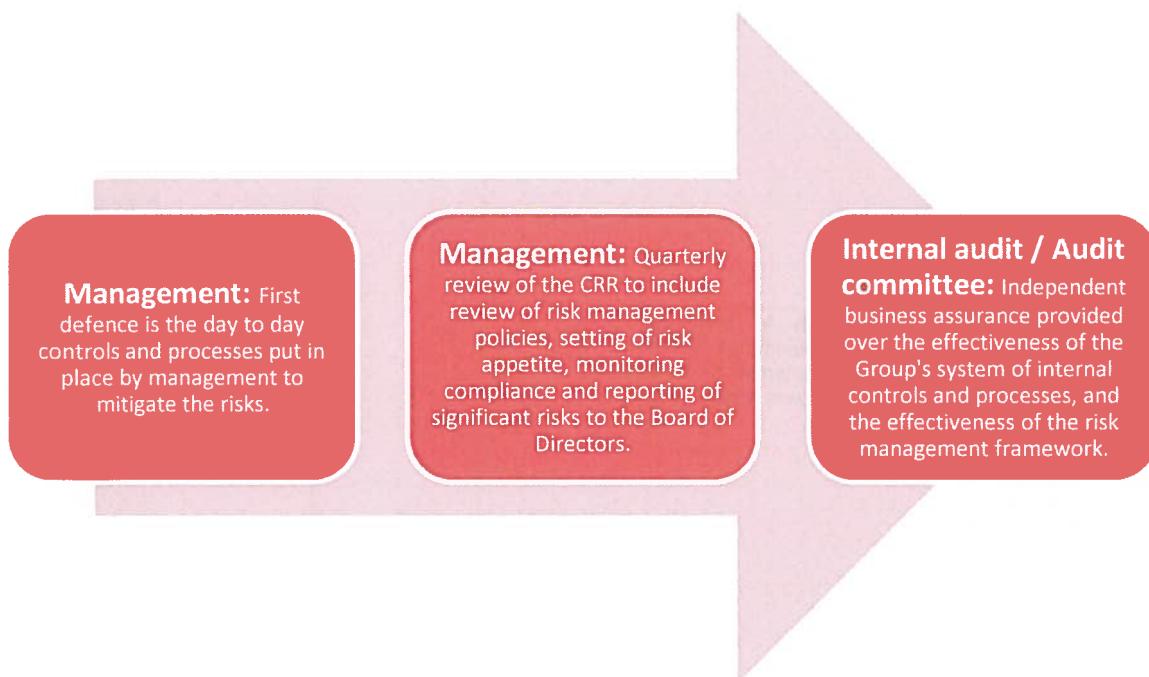 Management: First
defence is the day to day
controls and processes put in
place by management to
mitigate the risks.
Management: Quarterly
review of the CRR to include
review of risk management
policies, setting of risk
appetite, monitoring
compliance and reporting of
significant risks to the Board of
Directors.
Internal audit / Audit
committee: Independent
business assurance provided
over the effectiveness of the
Group's system of internal
controls and processes, and
the effectiveness of the risk
management framework.